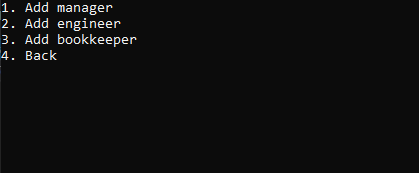 1. Add manager
2. Add engineer
3. Add bookkeeper
4. Back